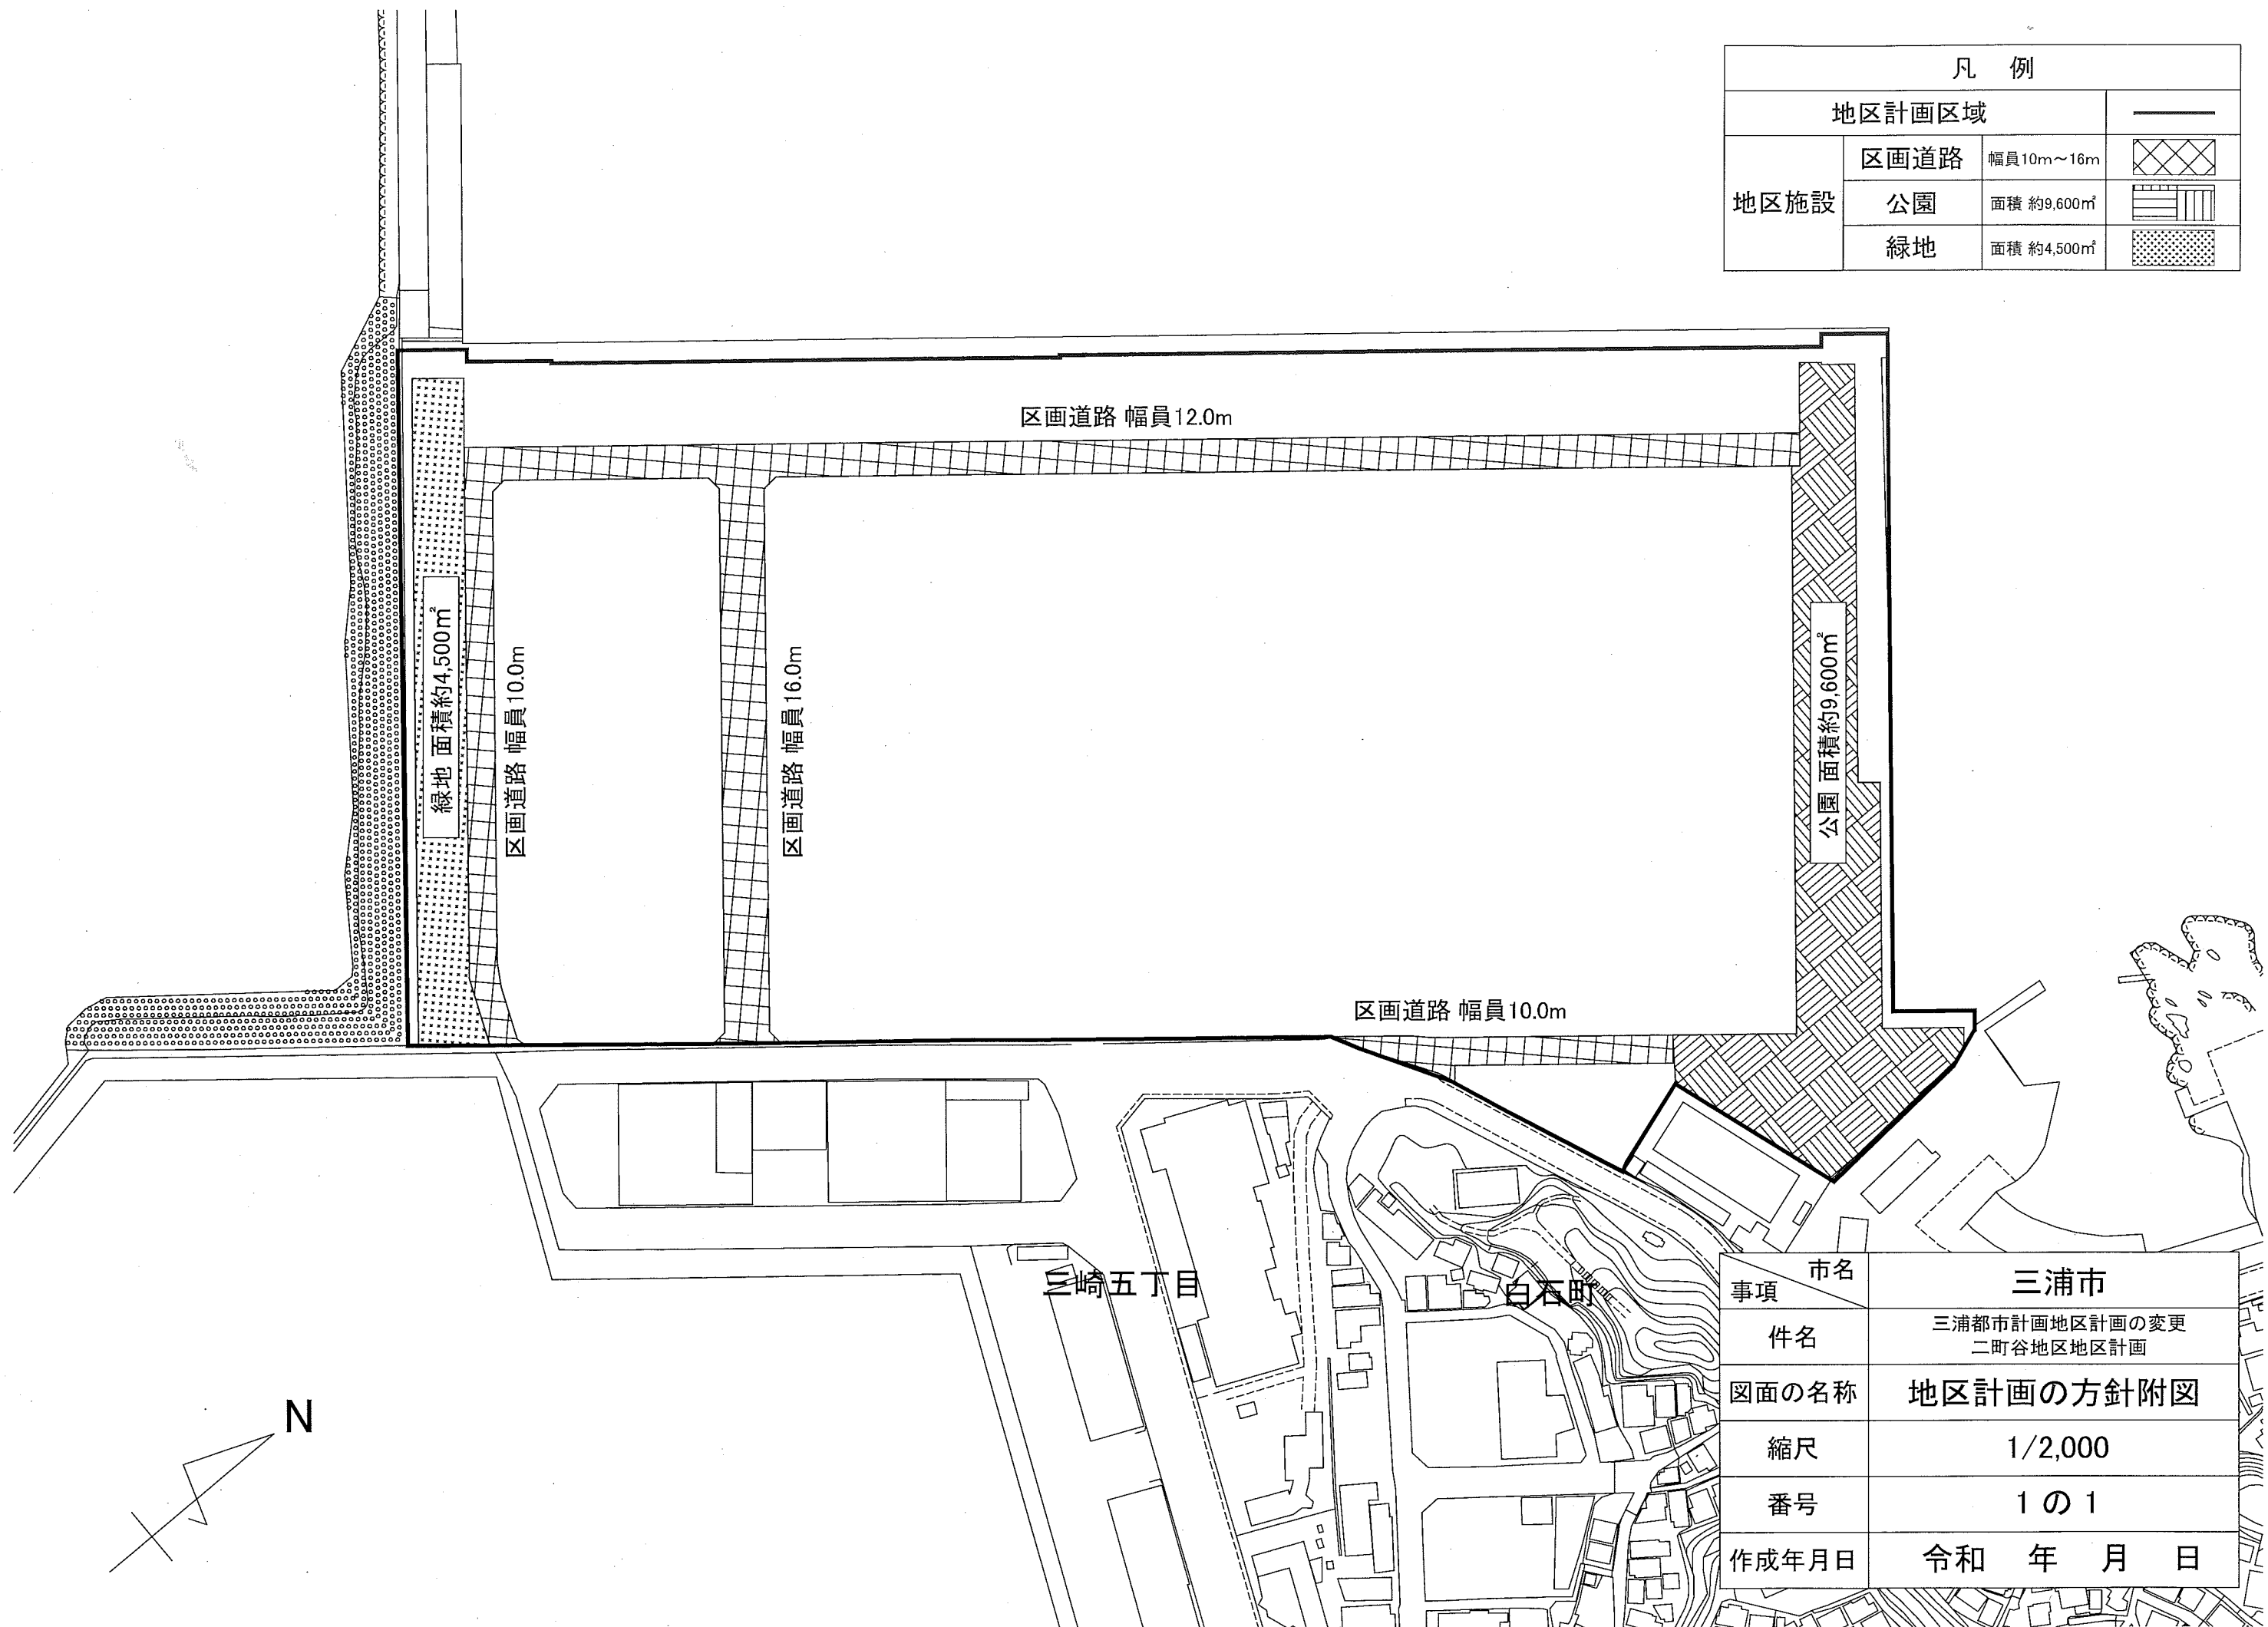 凡 例
地区計画区域
地区施設
区画道路 幅員10m～16m
公園 面積 約9,600㎡
緑地 面積 約4,500㎡
区画道路 幅員12.0m
緑地 面積約4,500㎡
区画道路 幅員10.0m
区画道路 幅員16.0m
公園 面積約9,600㎡
区画道路 幅員10.0m
三崎五丁目
白石町
N
市名
事項
三浦市
件名
三浦都市計画地区計画の変更
二町谷地区地区計画
図面の名称 地区計画の方針附図
縮尺 1/2,000
番号 1の1
作成年月日 令和 年 月 日